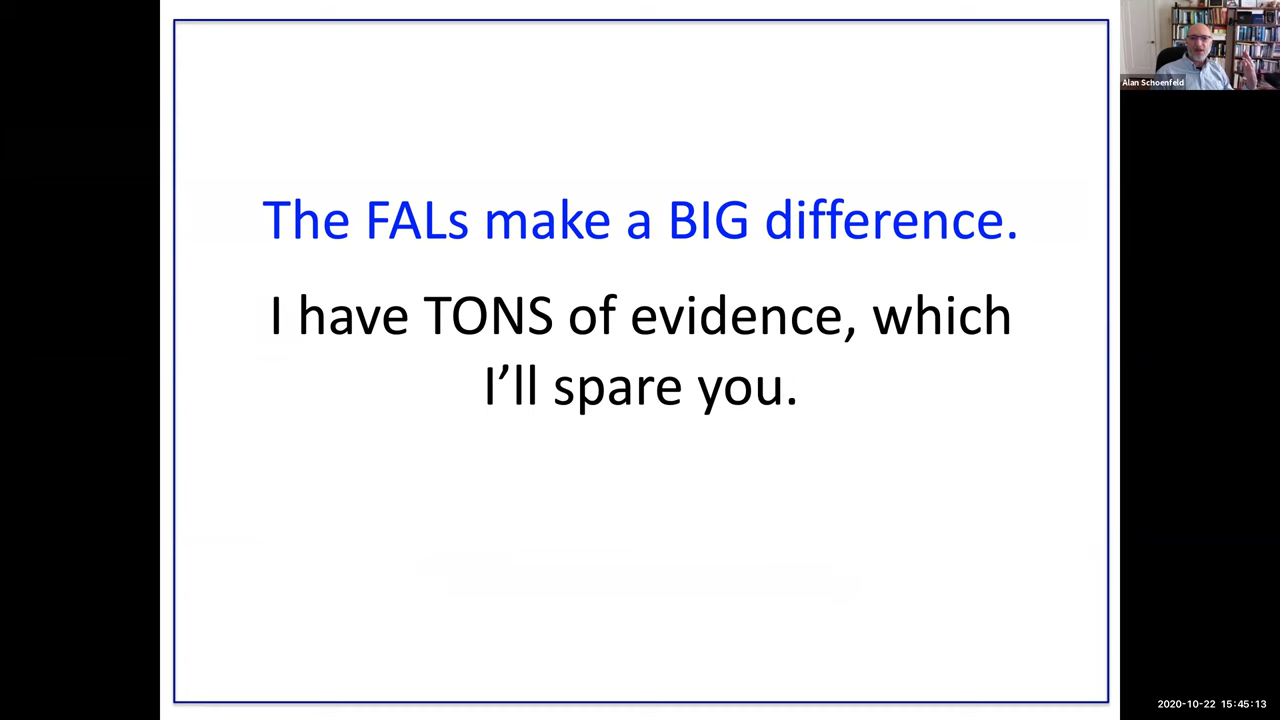 The FALs make a BIG difference.
I have TONS of evidence, which
I’ll spare you.
Alan Schoenfeld
2020-10-22 15:45:13